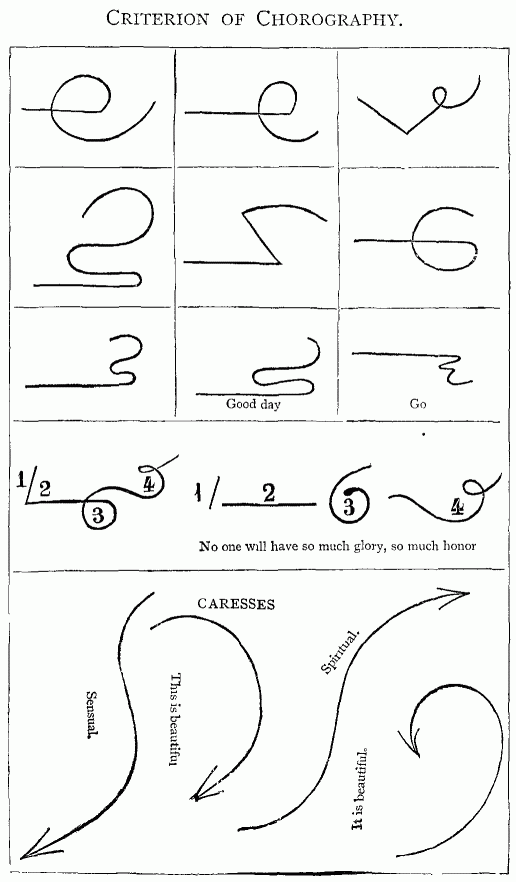 CRITERION OF CHOROGRAPHY.
Good day
Go
1/2
3
4
1/
2
3
4
No one will have so much glory, so much honor
CARESSES
Sensual.
This is beautiful
Spiritual.
It is beautiful.